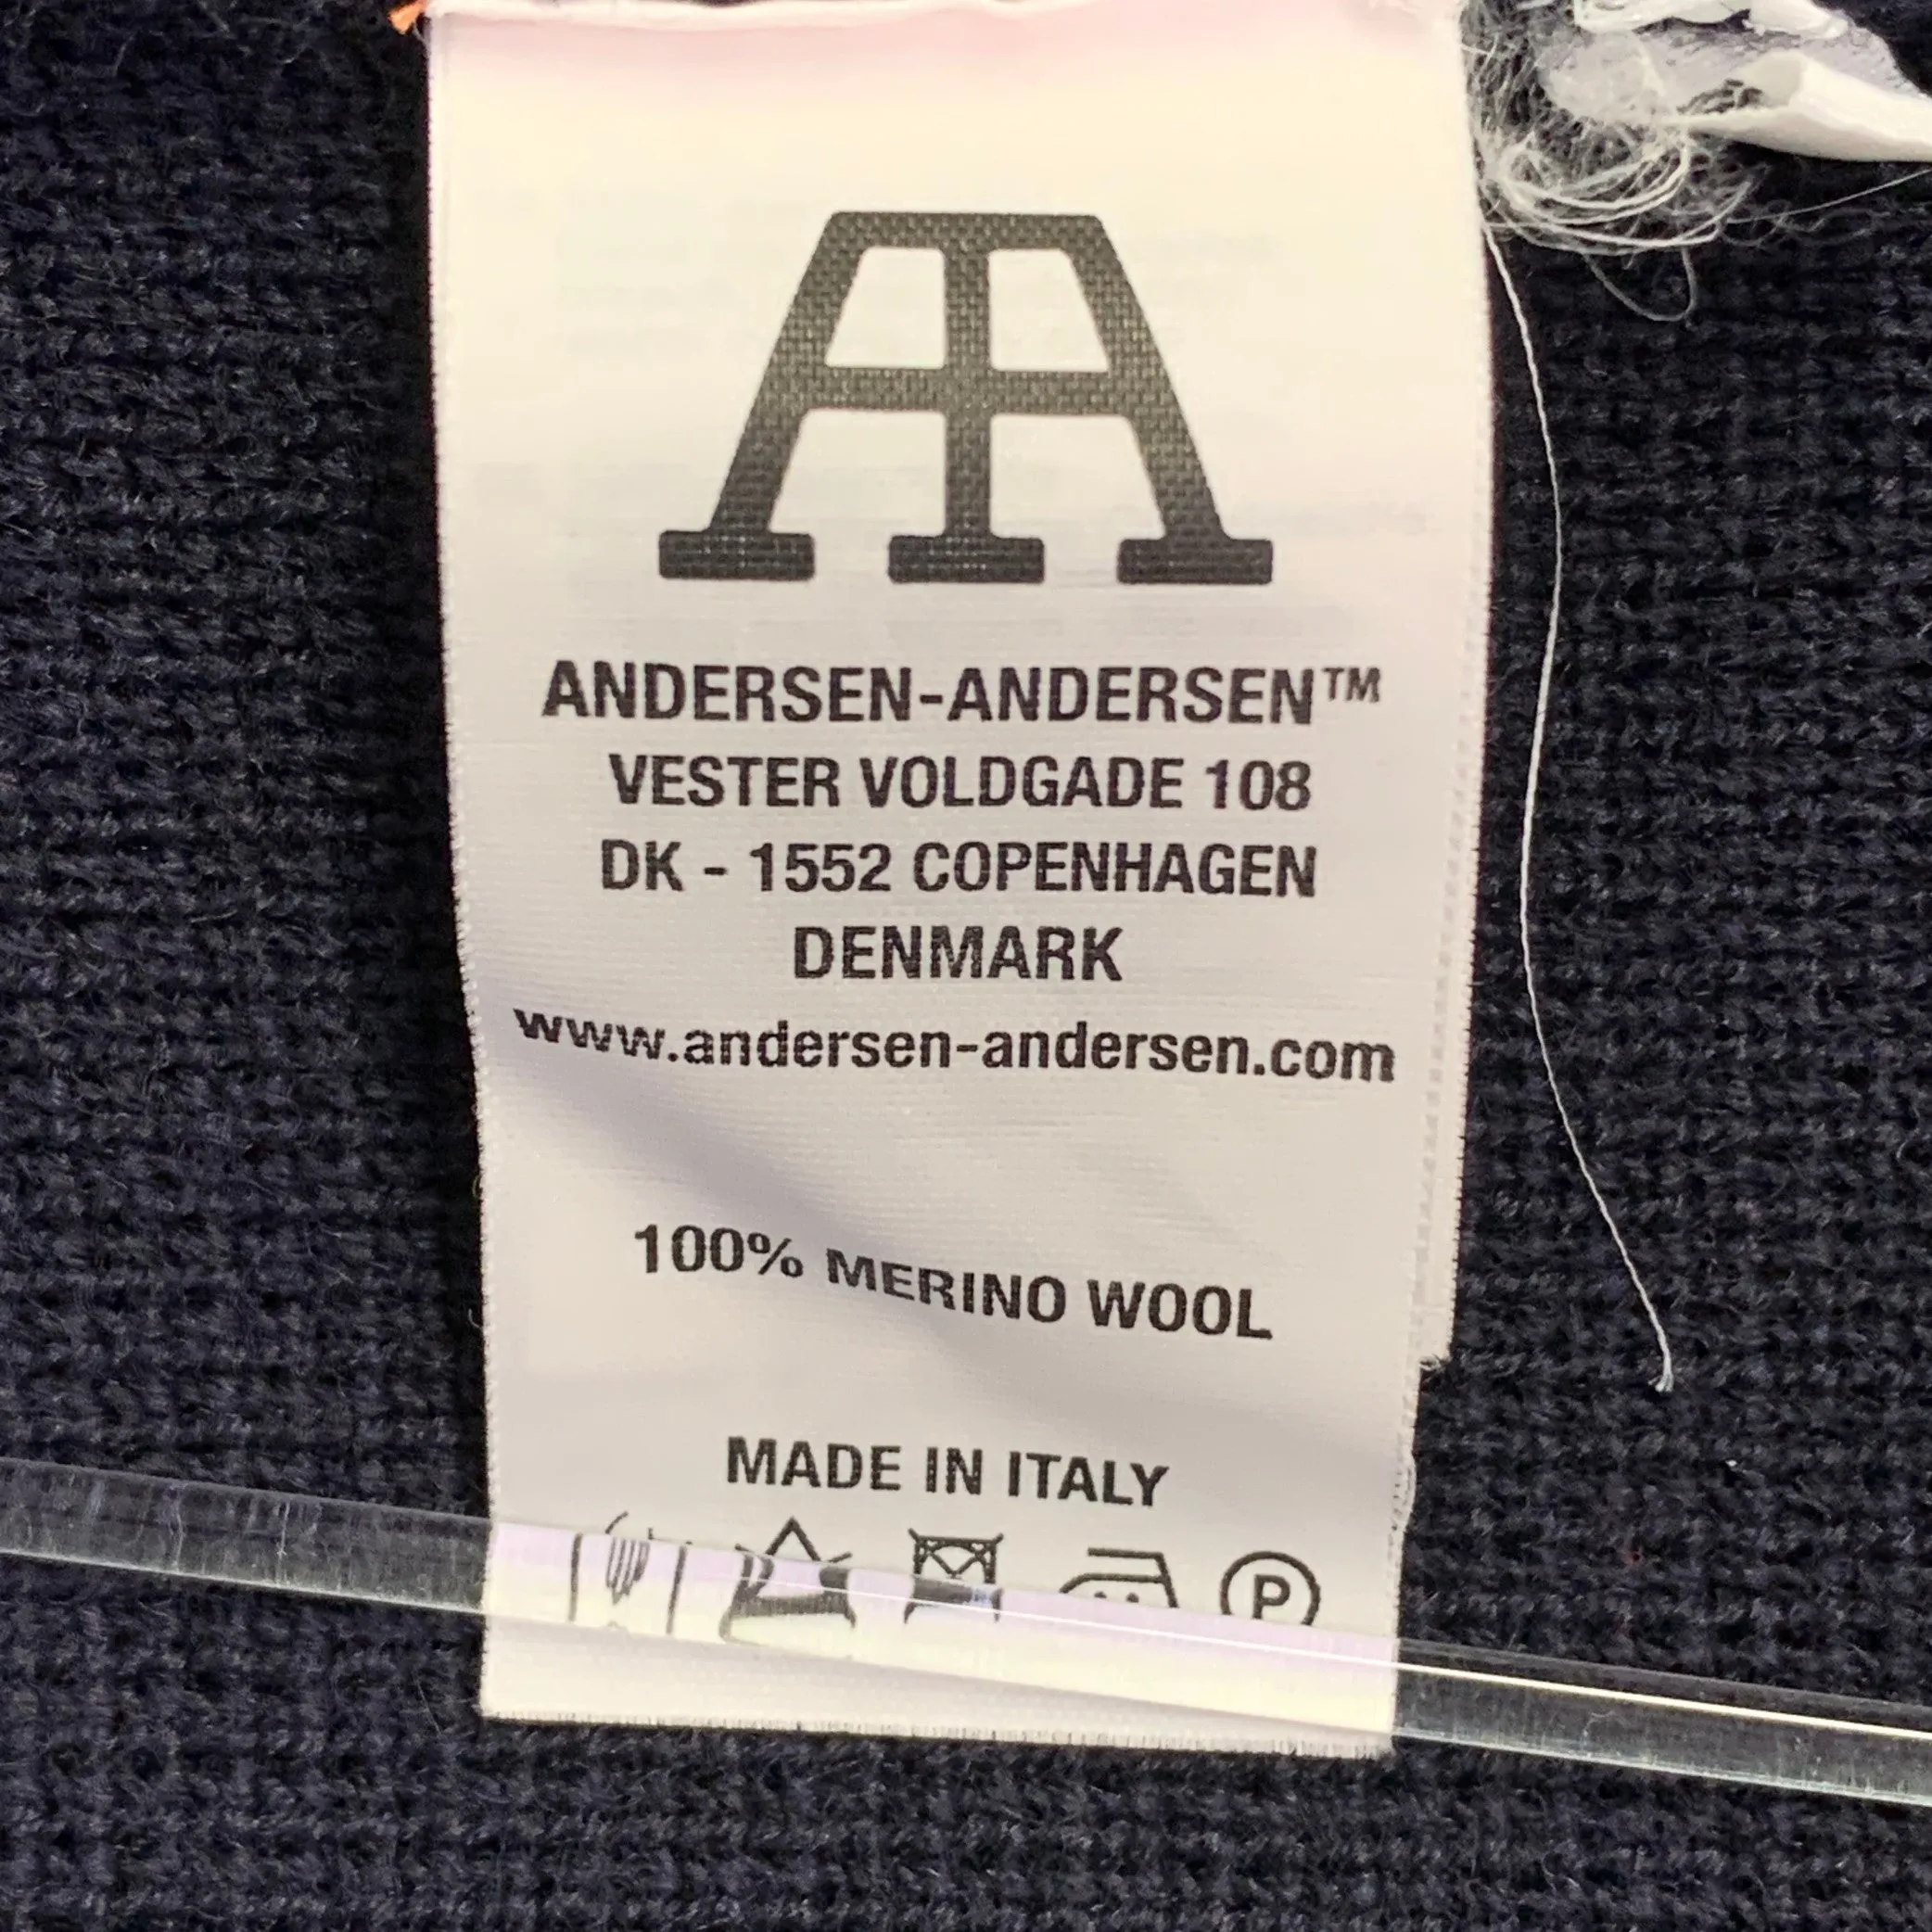 ANDERSEN-ANDERSEN™
VESTER VOLDGADE 108
DK - 1552 COPENHAGEN
DENMARK
www.andersen-andersen.com
100% MERINO WOOL
MADE IN ITALY
P